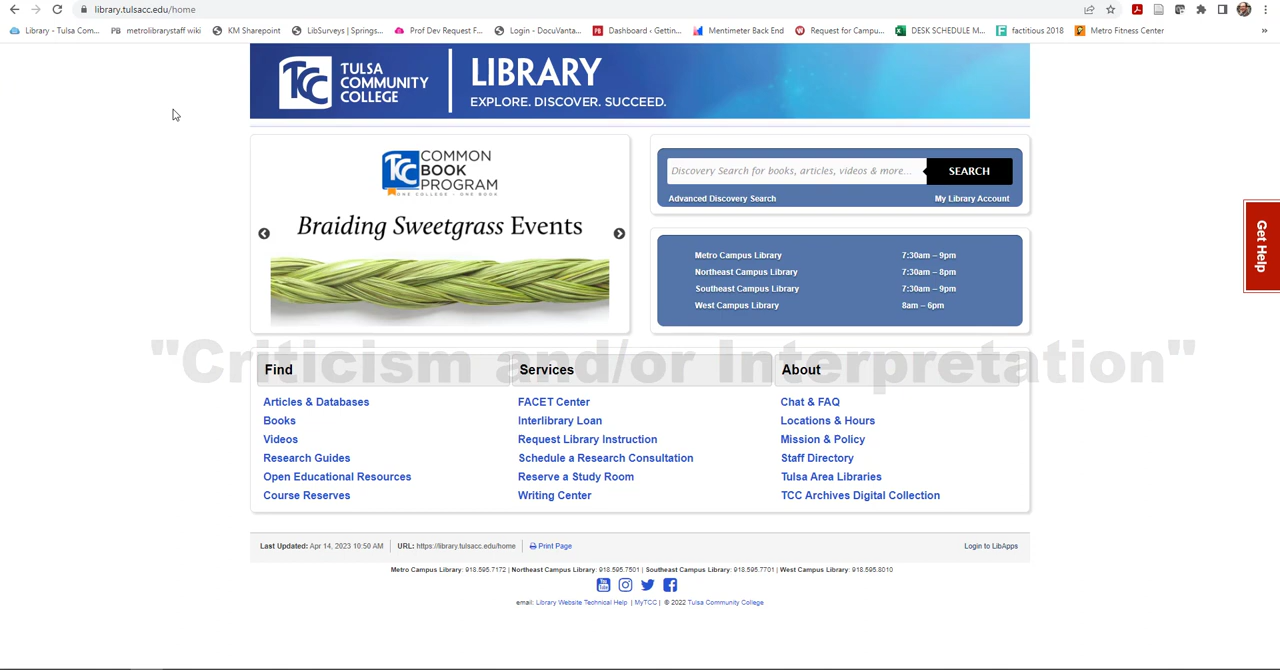 library.tulsacc.edu/home
Library - Tulsa Com... PB metrolibrarystaff wiki KM Sharepoint LibSurveys | Springs... Prof Dev Request F... Login - DocuVanta... PB Dashboard ‹ Gettin... Mentimeter Back End Request for Campu... DESK SCHEDULE M... F factitious 2018 Metro Fitness Center »
TCC TULSA COMMUNITY COLLEGE
LIBRARY
EXPLORE. DISCOVER. SUCCEED.
TCC COMMON BOOK PROGRAM
ONE COLLEGE - ONE BOOK
Braiding Sweetgrass Events
Discovery Search for books, articles, videos & more... SEARCH
Advanced Discovery Search My Library Account
Metro Campus Library 7:30am – 9pm
Northeast Campus Library 7:30am – 8pm
Southeast Campus Library 7:30am – 9pm
West Campus Library 8am – 6pm
Get Help
"Criticism and/or Interpretation"
Find
Articles & Databases
Books
Videos
Research Guides
Open Educational Resources
Course Reserves
Services
FACET Center
Interlibrary Loan
Request Library Instruction
Schedule a Research Consultation
Reserve a Study Room
Writing Center
About
Chat & FAQ
Locations & Hours
Mission & Policy
Staff Directory
Tulsa Area Libraries
TCC Archives Digital Collection
Last Updated: Apr 14, 2023 10:50 AM URL: https://library.tulsacc.edu/home Print Page Login to LibApps
Metro Campus Library: 918.595.7172 | Northeast Campus Library: 918.595.7501 | Southeast Campus Library: 918.595.7701 | West Campus Library: 918.595.8010
email: Library Website Technical Help | MyTCC | © 2022 Tulsa Community College